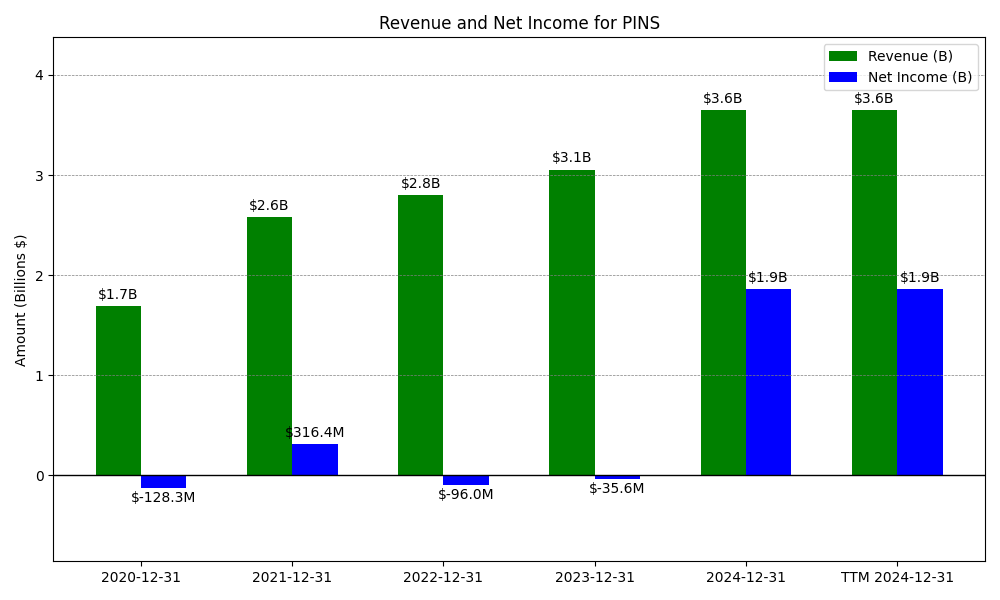 Revenue and Net Income for PINS
Revenue (B)
Net Income (B)
Amount (Billions $)
4
3
2
1
0
$1.7B
$-128.3M
$2.6B
$316.4M
$2.8B
$-96.0M
$3.1B
$-35.6M
$3.6B
$1.9B
$3.6B
$1.9B
2020-12-31
2021-12-31
2022-12-31
2023-12-31
2024-12-31
TTM 2024-12-31